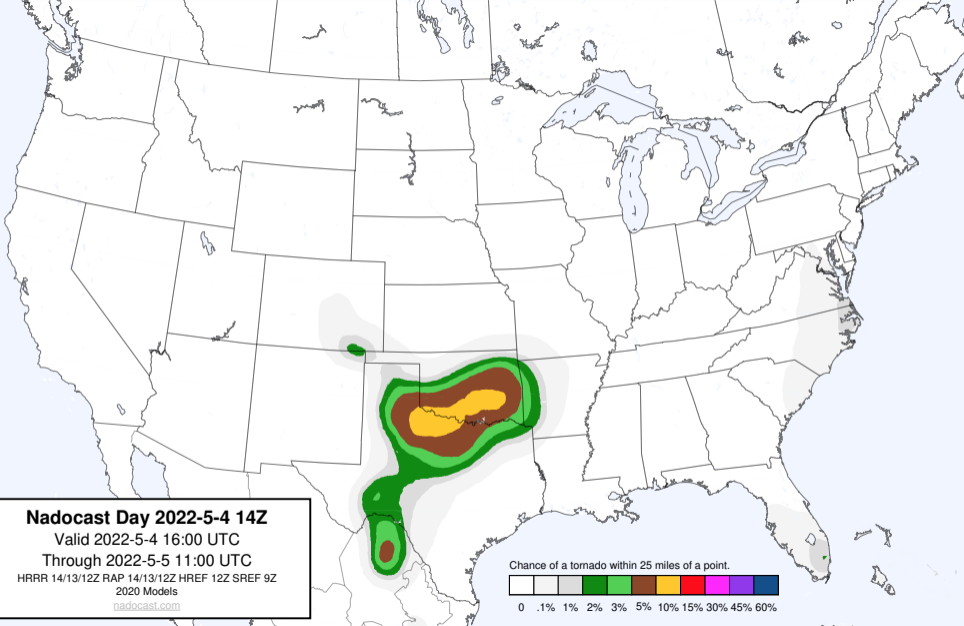 Nadocast Day 2022-5-4 14Z
Valid 2022-5-4 16:00 UTC
Through 2022-5-5 11:00 UTC
HRRR 14/13/12Z RAP 14/13/12Z HREF 12Z SREF 9Z
2020 Models
nadocast.com
Chance of a tornado within 25 miles of a point.
0 .1% 1% 2% 3% 5% 10% 15% 30% 45% 60%